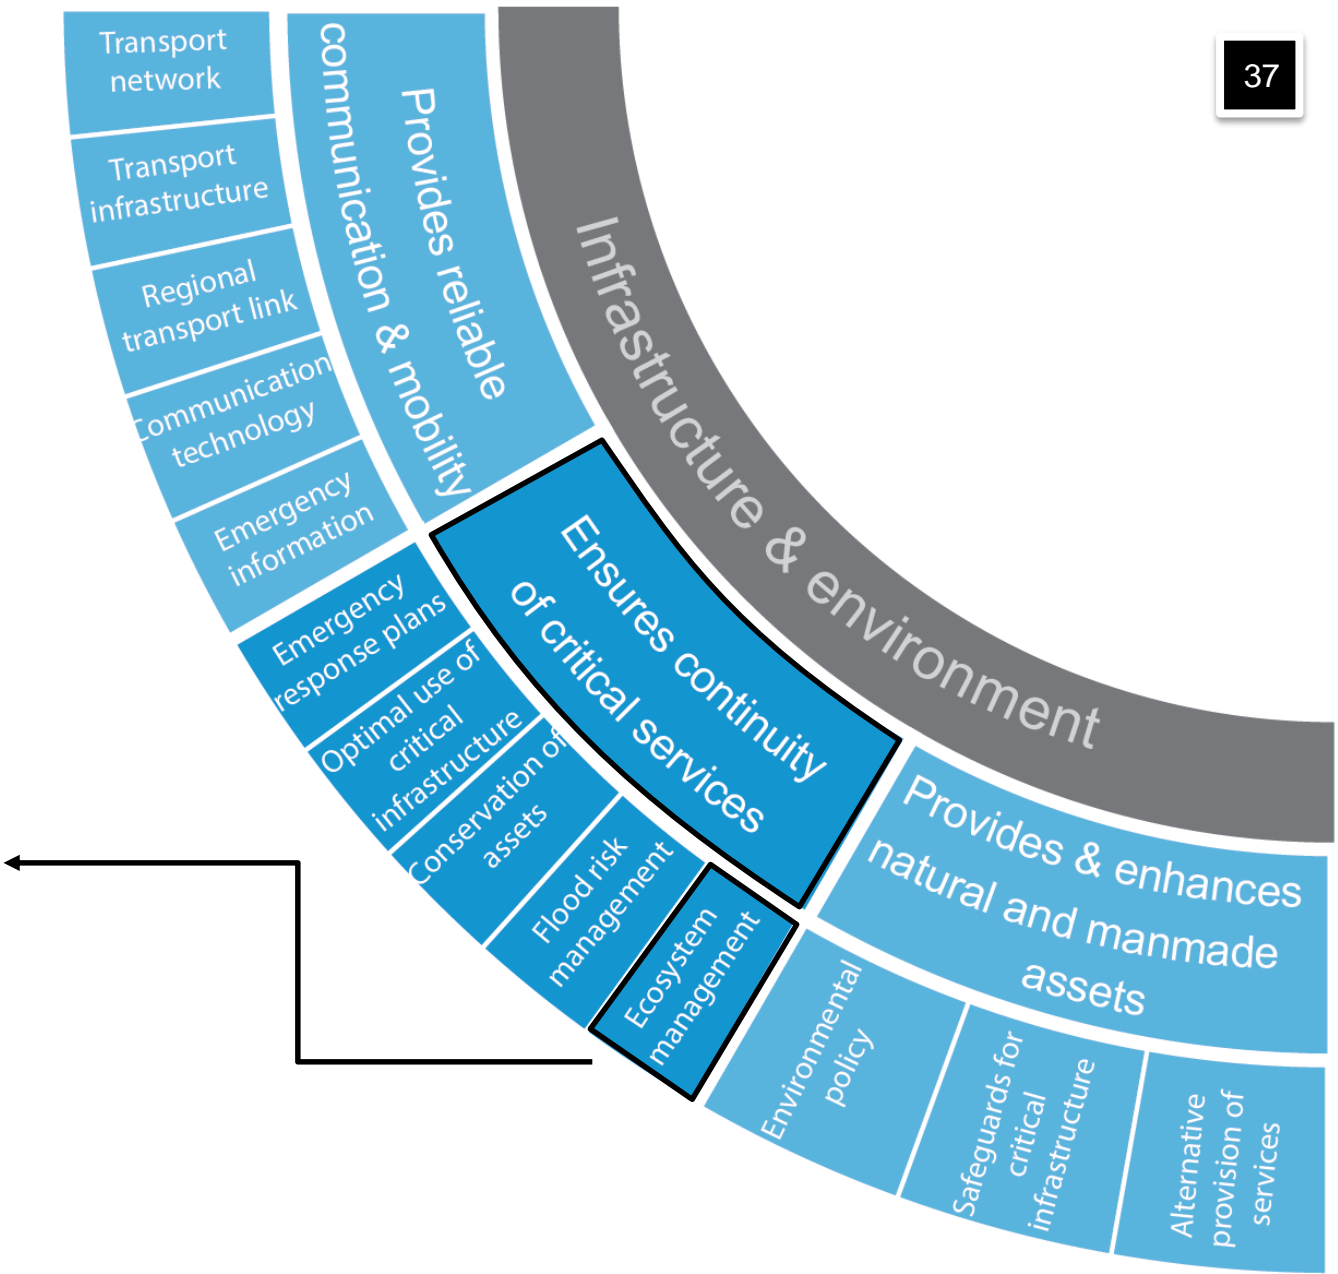 37
Infrastructure & environment
Provides reliable
communication & mobility
Transport
network
Transport
infrastructure
Regional
transport link
Communication
technology
Emergency
information
Ensures continuity
of critical services
Emergency
response plans
Optimal use of
critical
infrastructure
Conservation of
assets
Flood risk
management
Ecosystem
management
Provides & enhances
natural and manmade
assets
Environmental
policy
Safeguards for
critical
infrastructure
Alternative
provision of
services